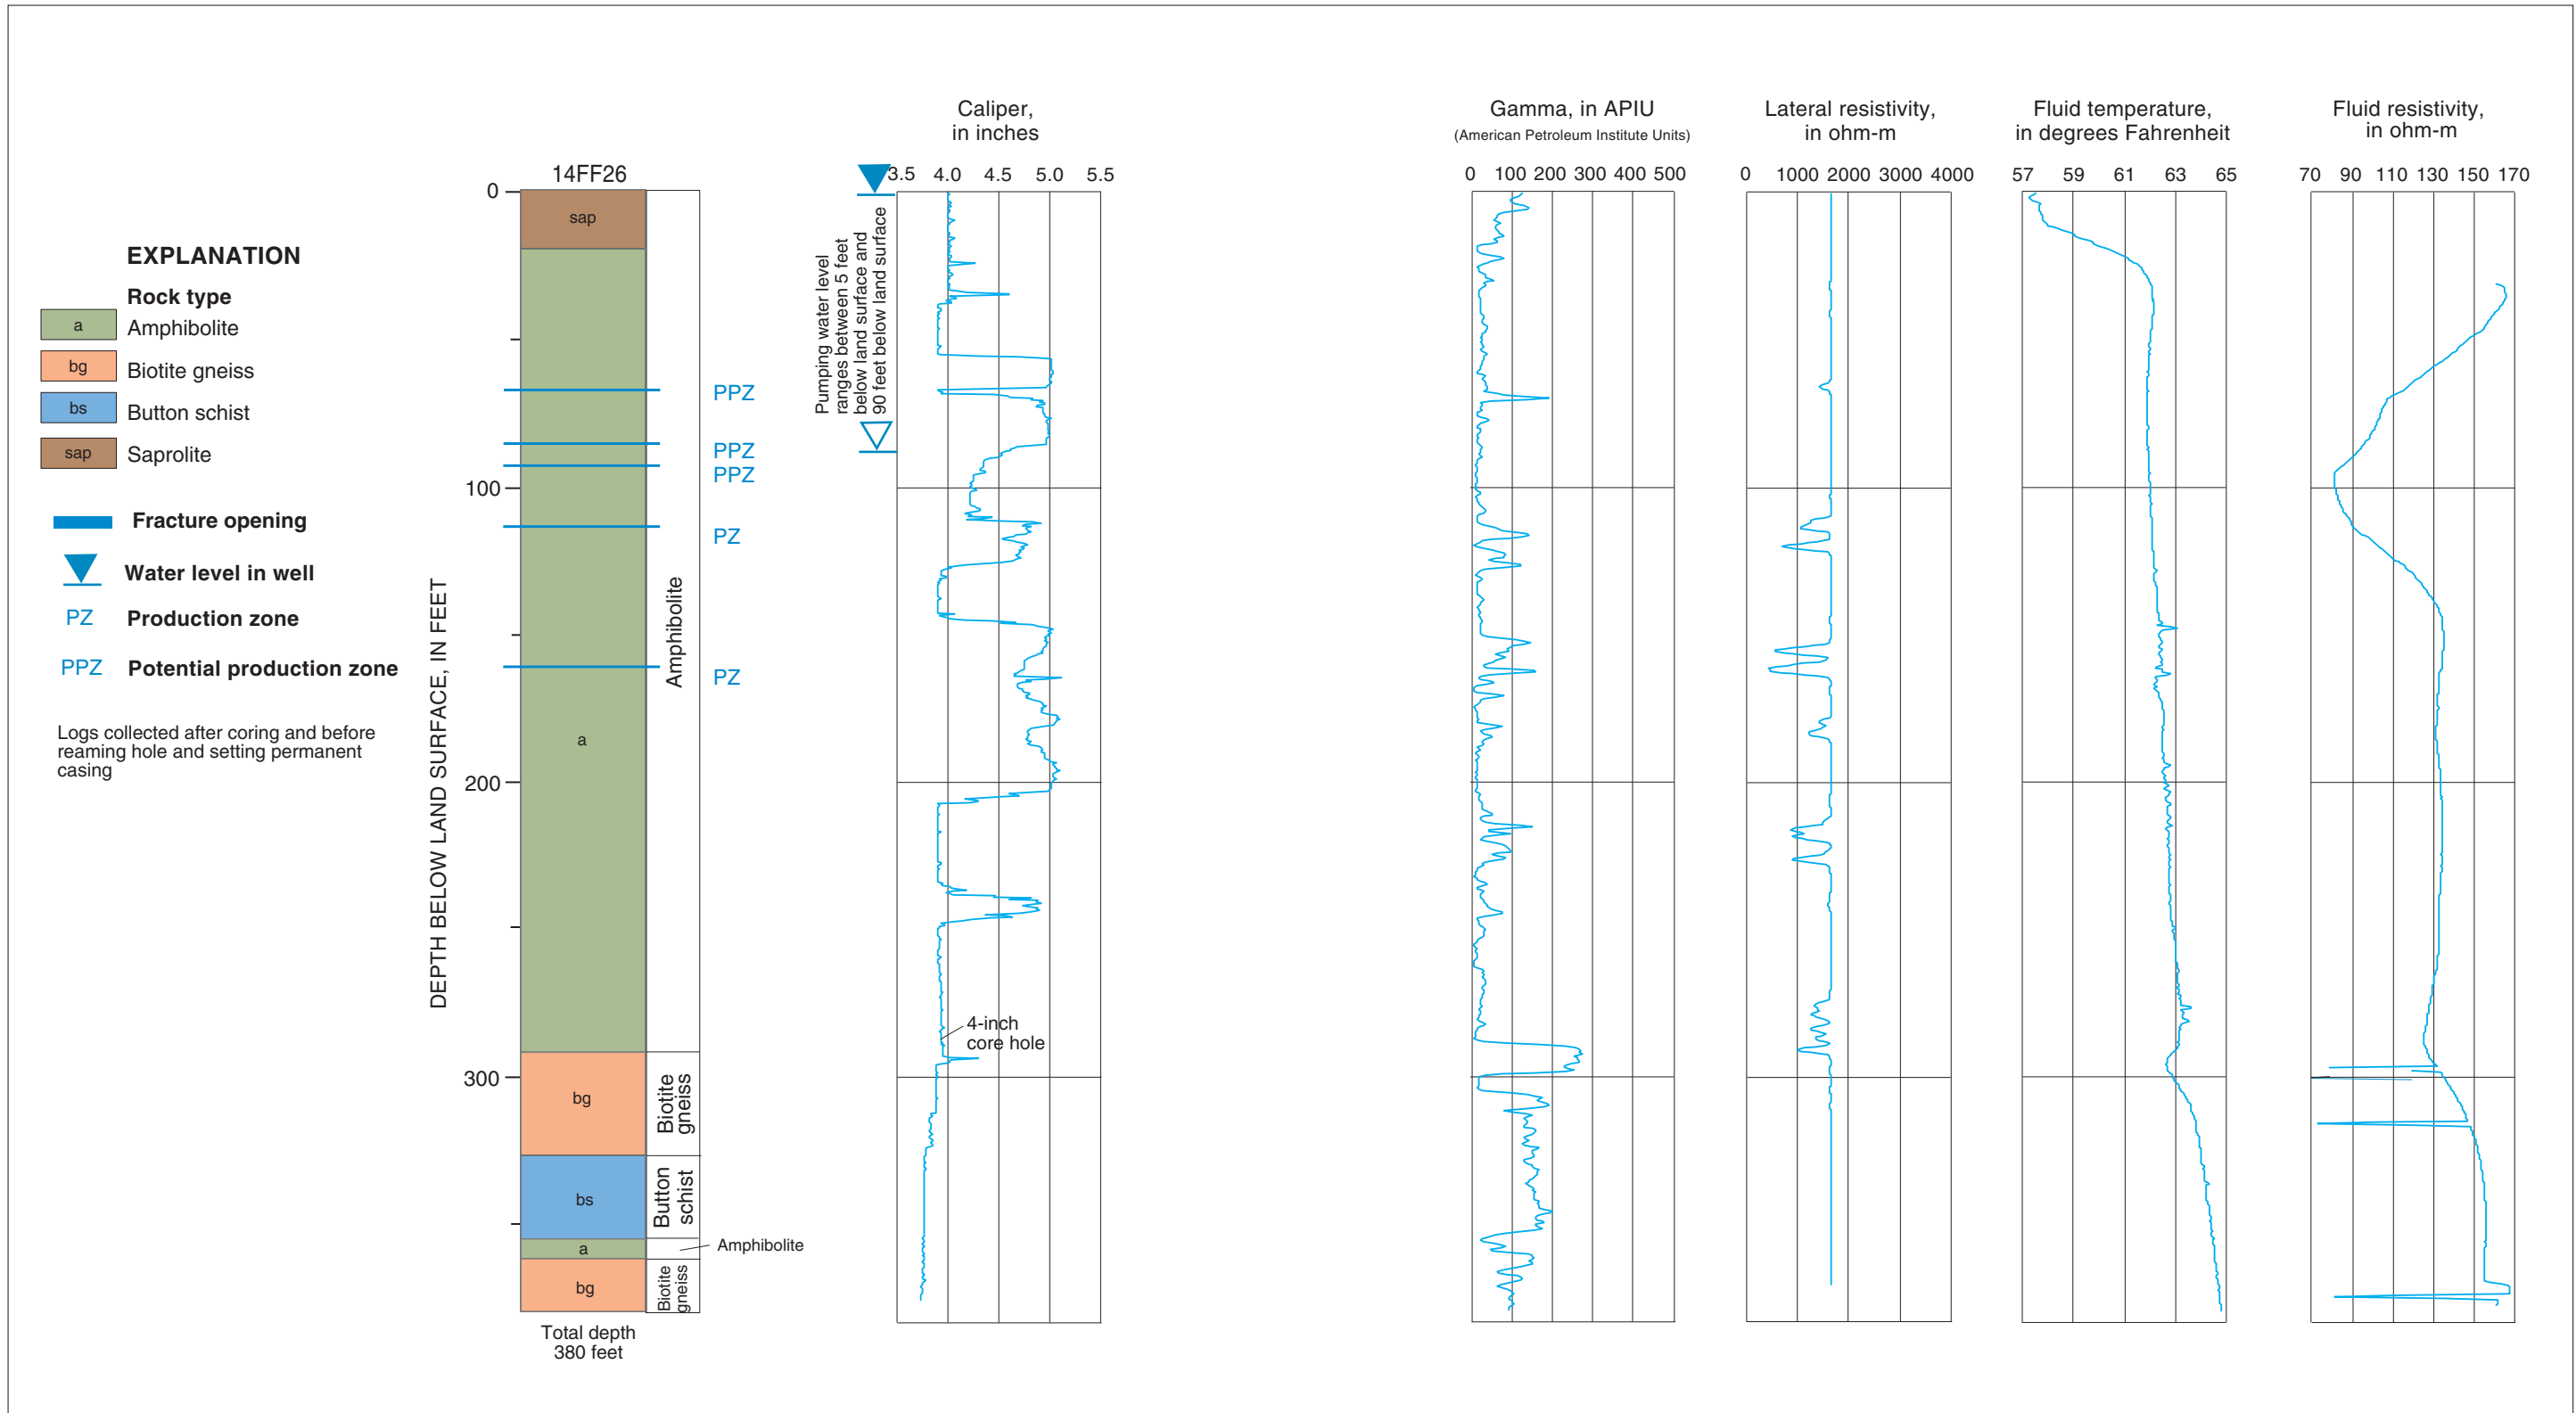 Caliper,
in inches
Gamma, in APIU
(American Petroleum Institute Units)
Lateral resistivity,
in ohm-m
Fluid temperature,
in degrees Fahrenheit
Fluid resistivity,
in ohm-m
14FF26
3.5 4.0 4.5 5.0 5.5
0 100 200 300 400 500
0 1000 2000 3000 4000
57 59 61 63 65
70 90 110 130 150 170
EXPLANATION
Rock type
a Amphibolite
bg Biotite gneiss
bs Button schist
sap Saprolite
Fracture opening
Water level in well
PZ Production zone
PPZ Potential production zone
Logs collected after coring and before
reaming hole and setting permanent
casing
DEPTH BELOW LAND SURFACE, IN FEET
0
100
200
300
sap
a
bg
bs
a
bg
Amphibolite
Biotite
gneiss
Button
schist
Amphibolite
Biotite
gneiss
PPZ
PPZ
PPZ
PZ
PZ
Pumping water level
ranges between 5 feet
below land surface and
90 feet below land surface
4-inch
core hole
Total depth
380 feet